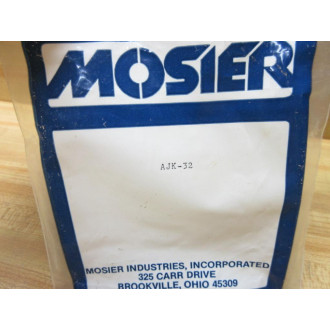 MOSIER
AJK-32
MOSIER INDUSTRIES, INCORPORATED
325 CARR DRIVE
BROOKVILLE, OHIO 45309